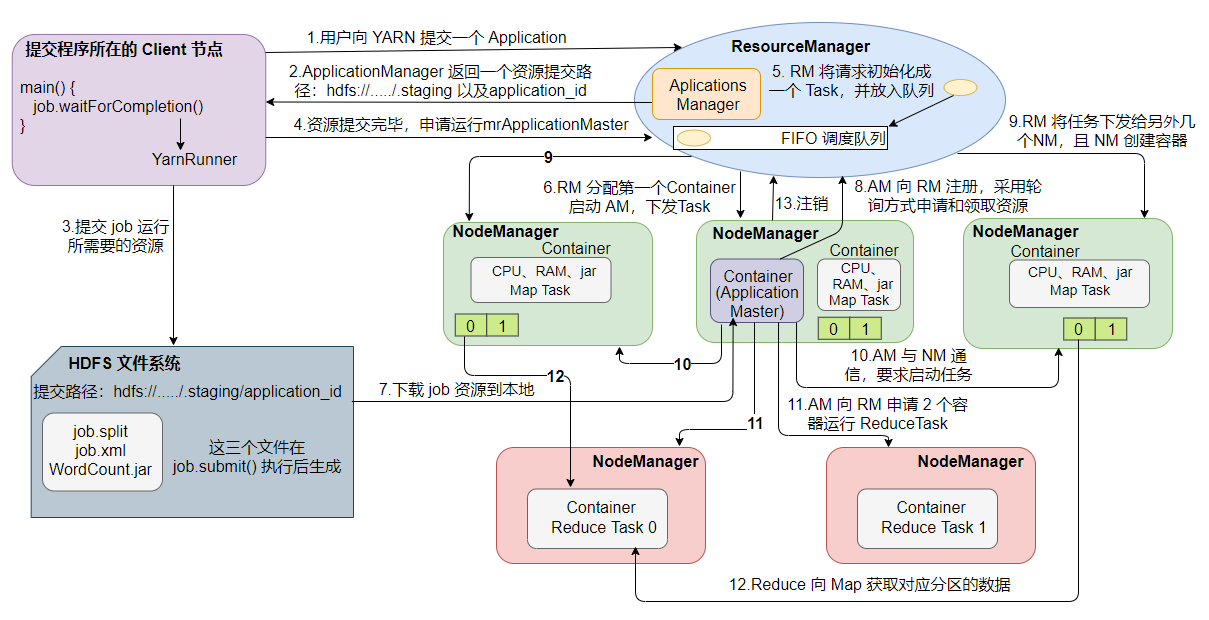 提交程序所在的 Client 节点
main() {
job.waitForCompletion()
}
YarnRunner
1.用户向 YARN 提交一个 Application
2.ApplicationManager 返回一个资源提交路
径：hdfs://...../.staging 以及application_id
4.资源提交完毕，申请运行mrApplicationMaster
ResourceManager
Aplications
Manager
5. RM 将请求初始化成
一个 Task，并放入队列
FIFO 调度队列
9.RM 将任务下发给另外几
个NM，且 NM 创建容器
9
6.RM 分配第一个Container
启动 AM，下发Task
13.注销
8.AM 向 RM 注册，采用轮
询方式申请和领取资源
3.提交 job 运行
所需要的资源
NodeManager
Container
CPU、RAM、jar
Map Task
0 1
NodeManager
Container
(Application
Master)
Container
CPU、
RAM、jar
Map Task
0 1
NodeManager
Container
CPU、RAM、jar
Map Task
0 1
HDFS 文件系统
提交路径：hdfs://...../.staging/application_id
job.split
job.xml
WordCount.jar
这三个文件在
job.submit() 执行后生成
7.下载 job 资源到本地
12
10
10.AM 与 NM 通
信，要求启动任务
11
11.AM 向 RM 申请 2 个容
器运行 ReduceTask
NodeManager
Container
Reduce Task 0
NodeManager
Container
Reduce Task 1
12.Reduce 向 Map 获取对应分区的数据